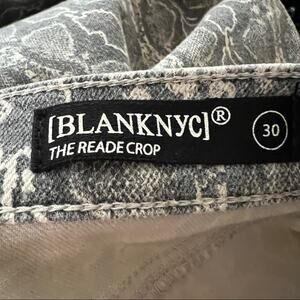 [BLANKNYC]®
THE READE CROP
30